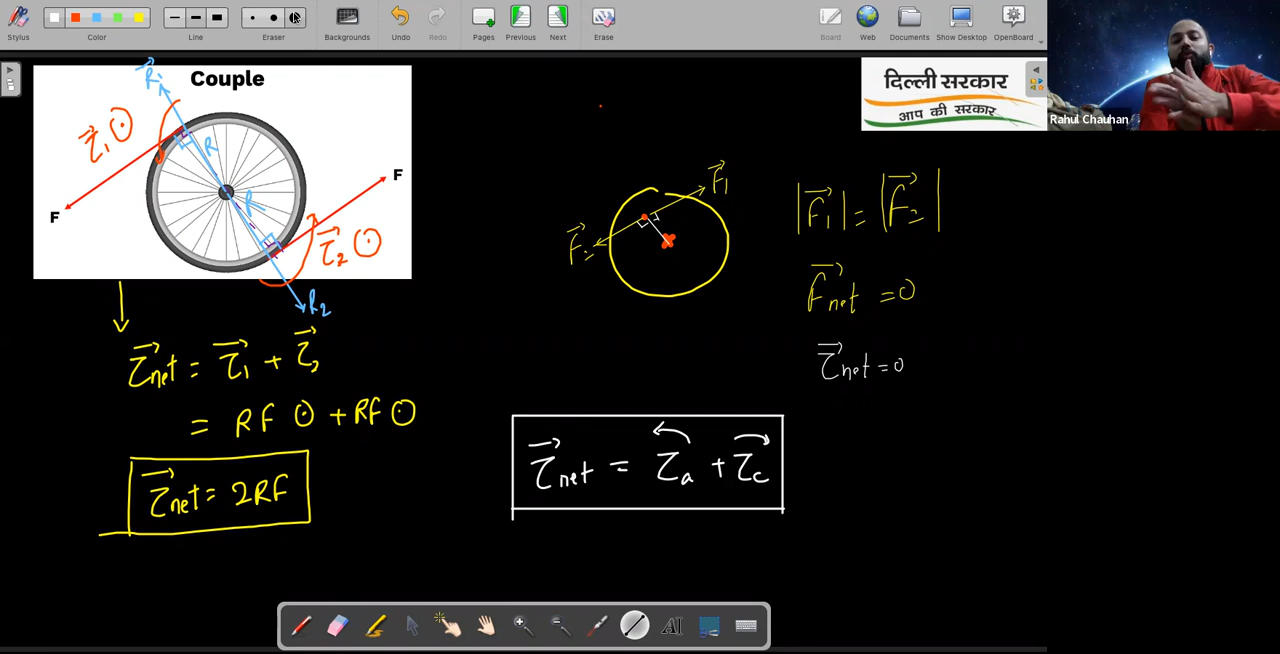 Stylus
Color
Line
Eraser
Backgrounds
Undo
Redo
Pages
Previous
Next
Erase
Board
Web
Documents
Show Desktop
OpenBoard
Couple
R₁
τ₁ ⊙
R
R
F
F
τ₂ ⊙
R₂
τnet = τ₁ + τ₂
= RF ⊙ + RF ⊙
τnet = 2RF
F₁
F₂
|F₁| = |F₂|
Fnet = 0
τnet = 0
τnet = τa + τc
दिल्ली सरकार
आप की सरकार
Rahul Chauhan
AI